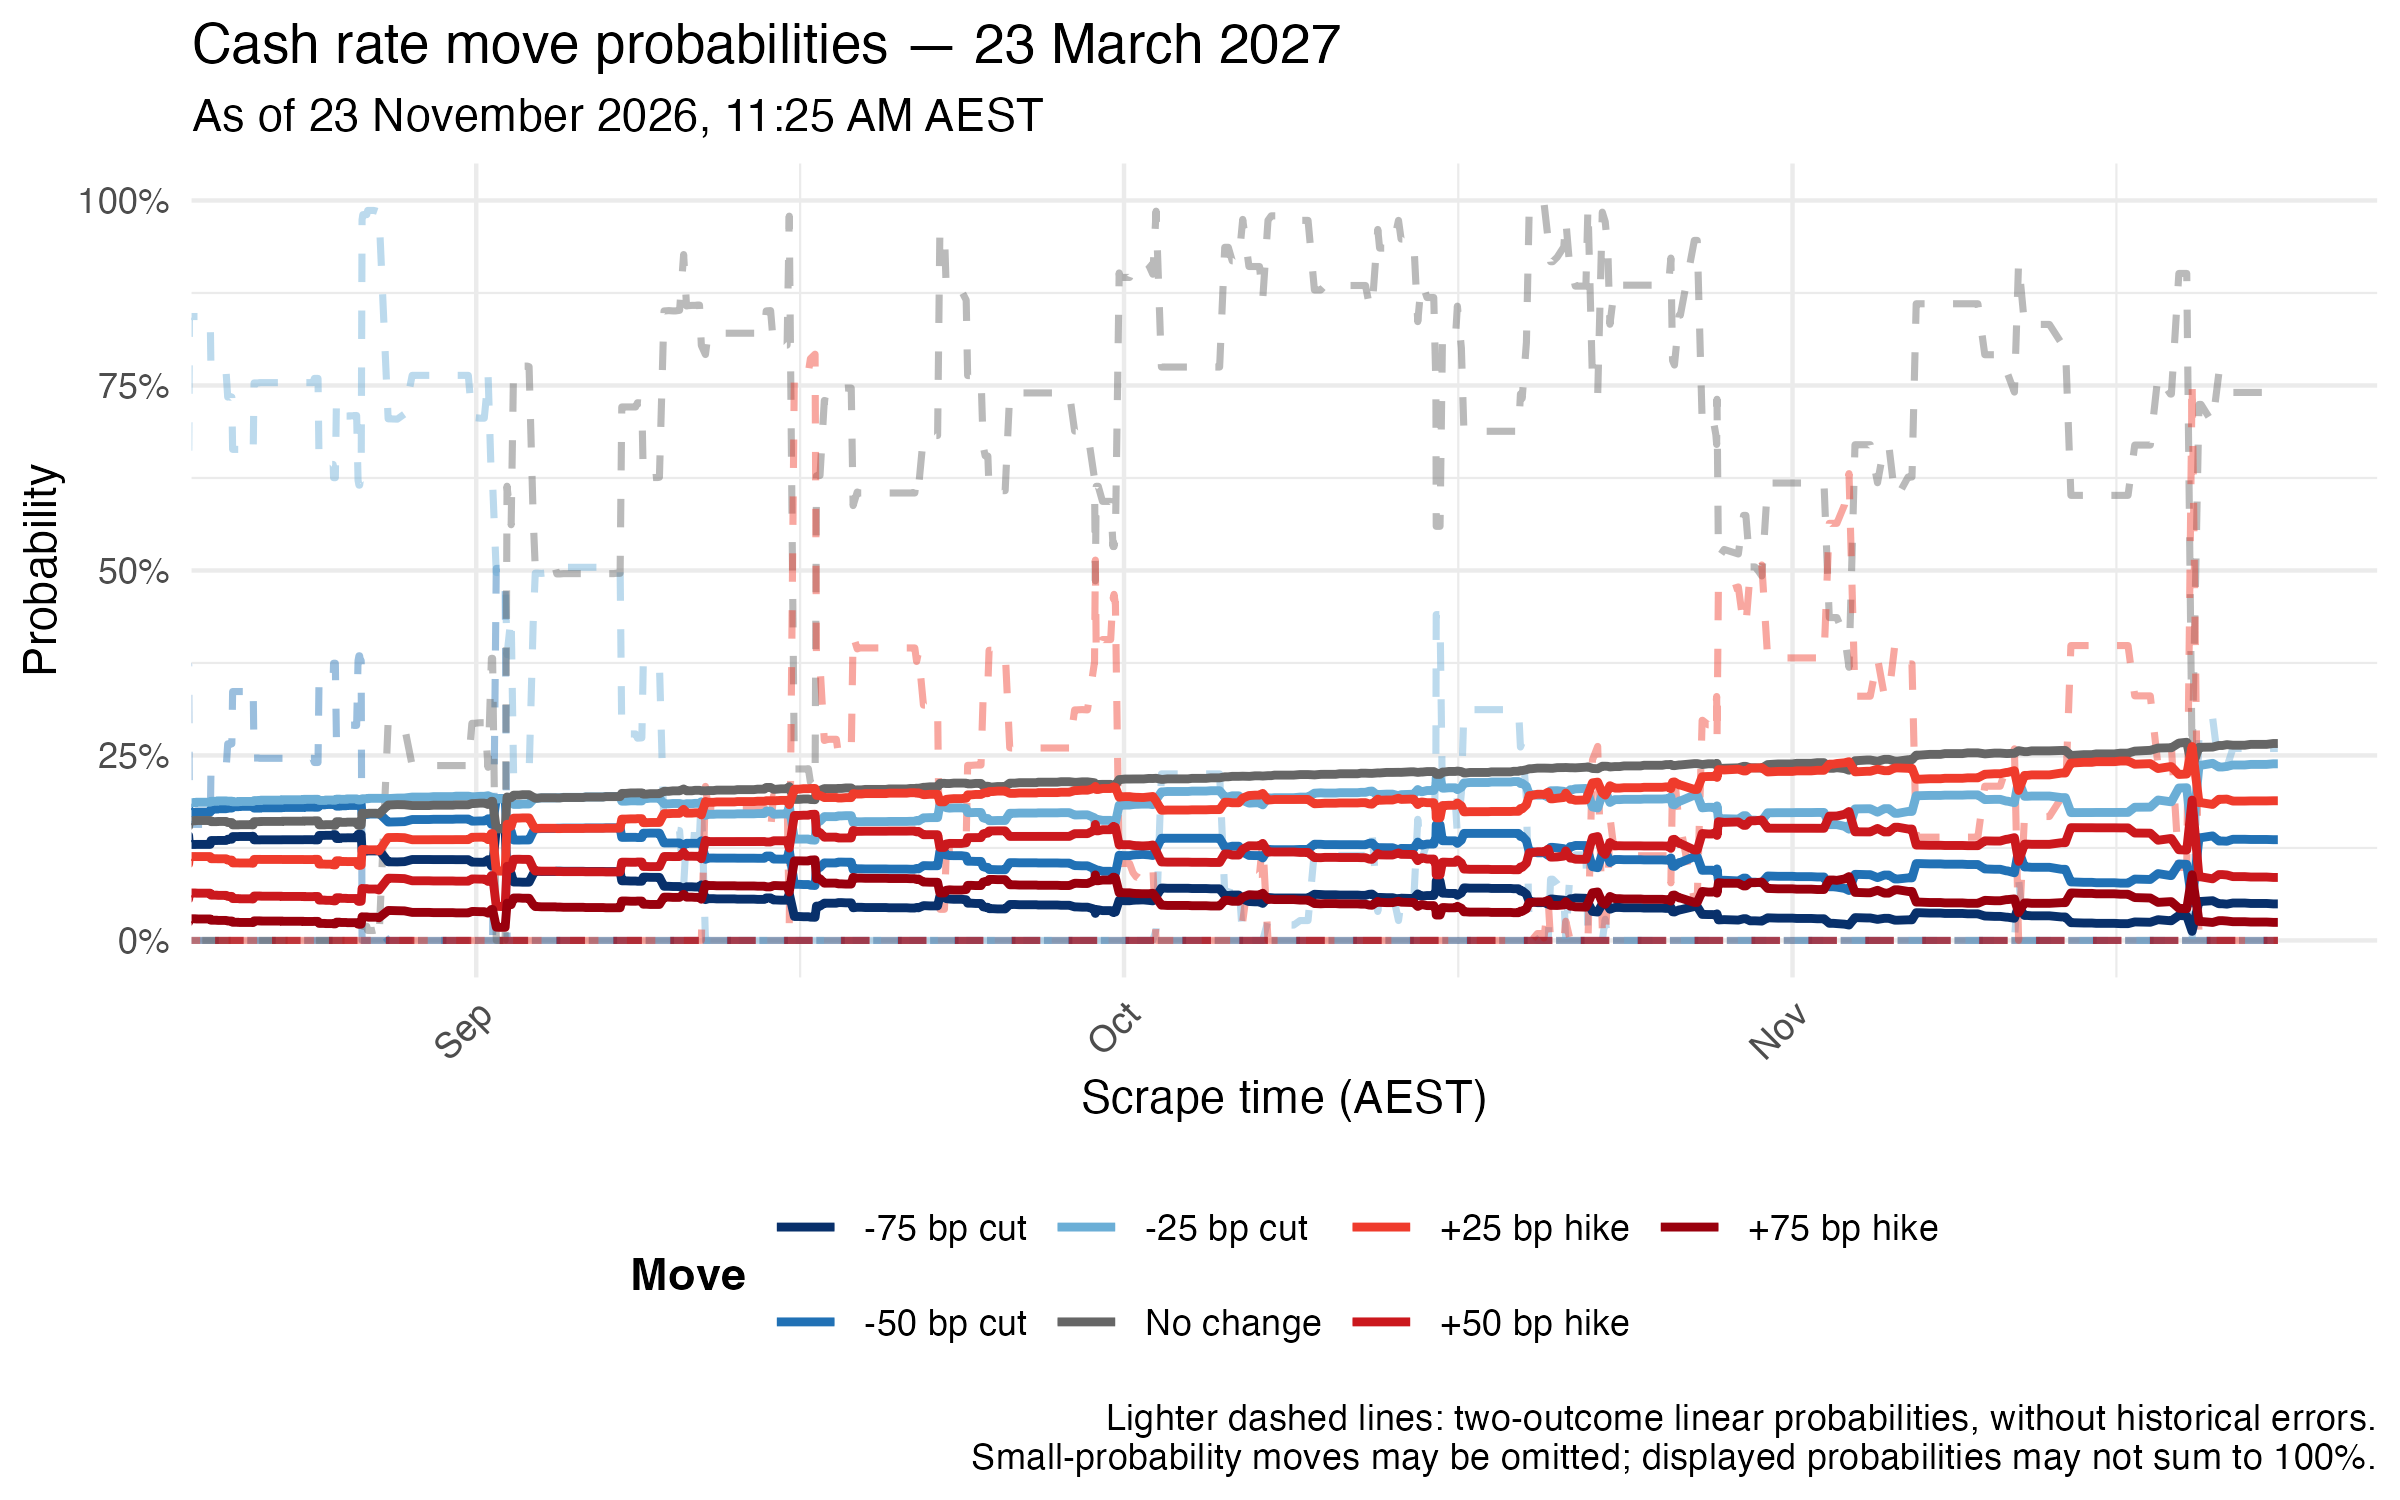 Cash rate move probabilities — 23 March 2027
As of 23 November 2026, 11:25 AM AEST
Probability
100%
75%
50%
25%
0%
Sep
Oct
Nov
Scrape time (AEST)
Move
-75 bp cut
-25 bp cut
+25 bp hike
+75 bp hike
-50 bp cut
No change
+50 bp hike
Lighter dashed lines: two-outcome linear probabilities, without historical errors.
Small-probability moves may be omitted; displayed probabilities may not sum to 100%.